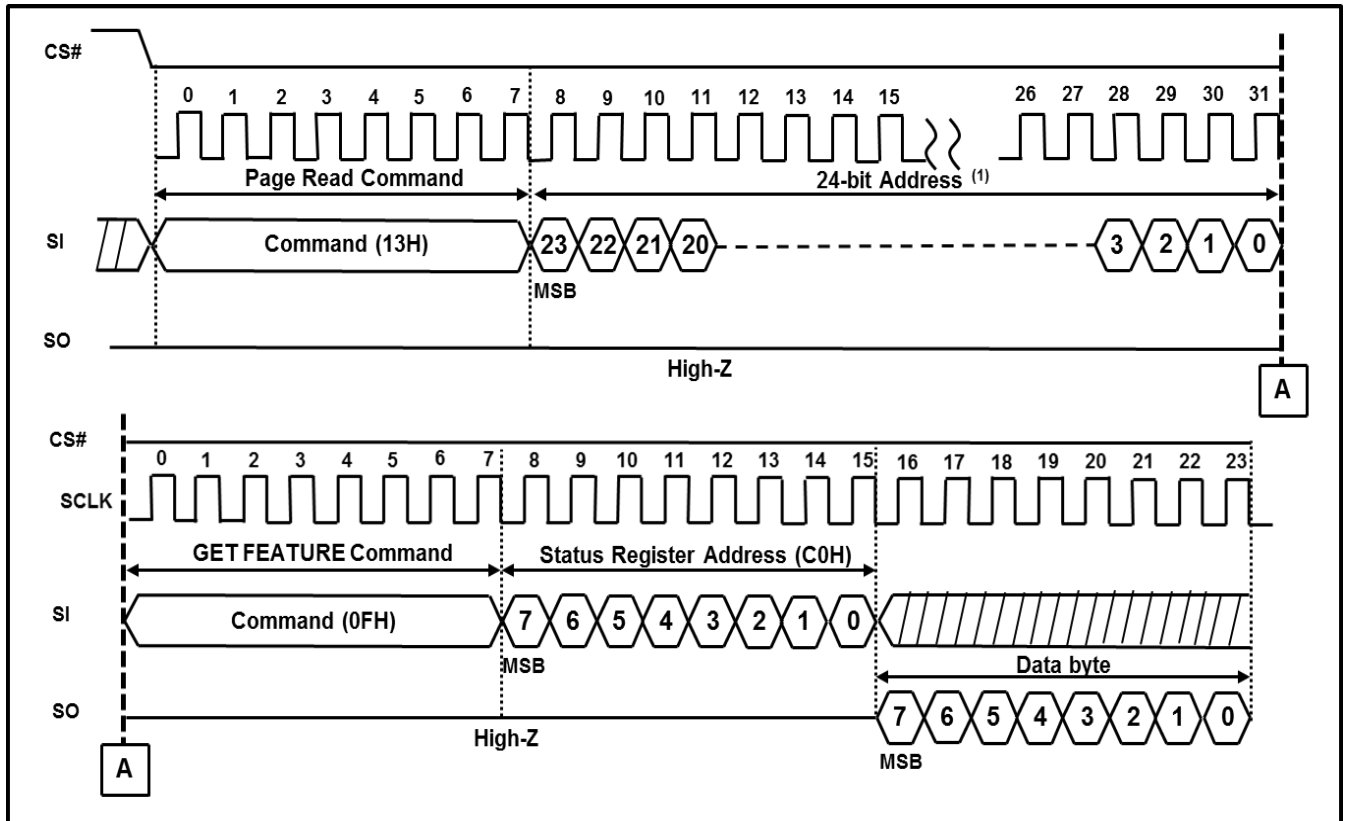 CS#
0 1 2 3 4 5 6 7 8 9 10 11 12 13 14 15 26 27 28 29 30 31
Page Read Command 24-bit Address (1)
SI Command (13H) 23 22 21 20 3 2 1 0
MSB
SO
High-Z
A
CS#
0 1 2 3 4 5 6 7 8 9 10 11 12 13 14 15 16 17 18 19 20 21 22 23
SCLK
GET FEATURE Command Status Register Address (C0H)
SI Command (0FH) 7 6 5 4 3 2 1 0
MSB Data byte
SO 7 6 5 4 3 2 1 0
High-Z
MSB
A